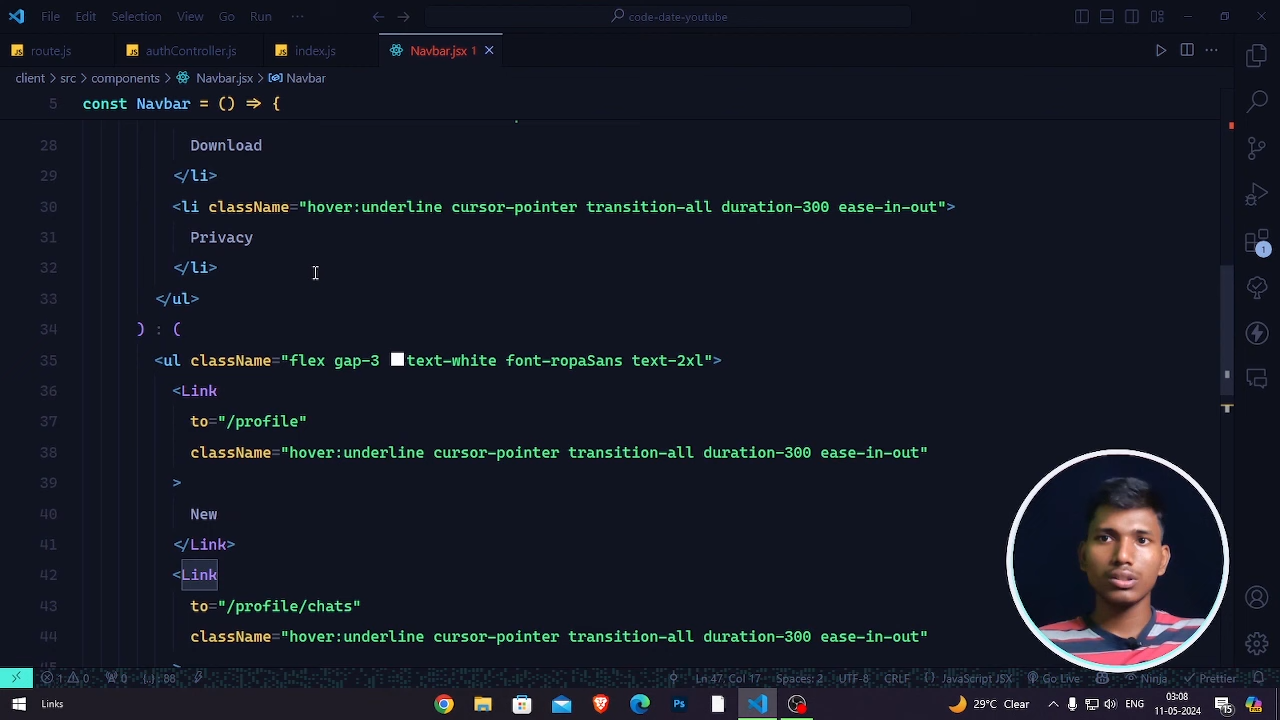 File Edit Selection View Go Run ··· code-date-youtube
route.js authController.js index.js Navbar.jsx 1
client > src > components > Navbar.jsx > Navbar
5 const Navbar = () => {
28 Download
29 </li>
30 <li className="hover:underline cursor-pointer transition-all duration-300 ease-in-out">
31 Privacy
32 </li>
33 </ul>
34 ) : (
35 <ul className="flex gap-3 text-white font-ropaSans text-2xl">
36 <Link
37 to="/profile"
38 className="hover:underline cursor-pointer transition-all duration-300 ease-in-out"
39 >
40 New
41 </Link>
42 <Link
43 to="/profile/chats"
44 className="hover:underline cursor-pointer transition-all duration-300 ease-in-out"
1 0 0 {..}: 88 Ln 47, Col 17 Spaces: 2 UTF-8 CRLF JavaScript JSX Go Live Ninja Prettier
Links 29°C Clear ENG 03:08
11-05-2024